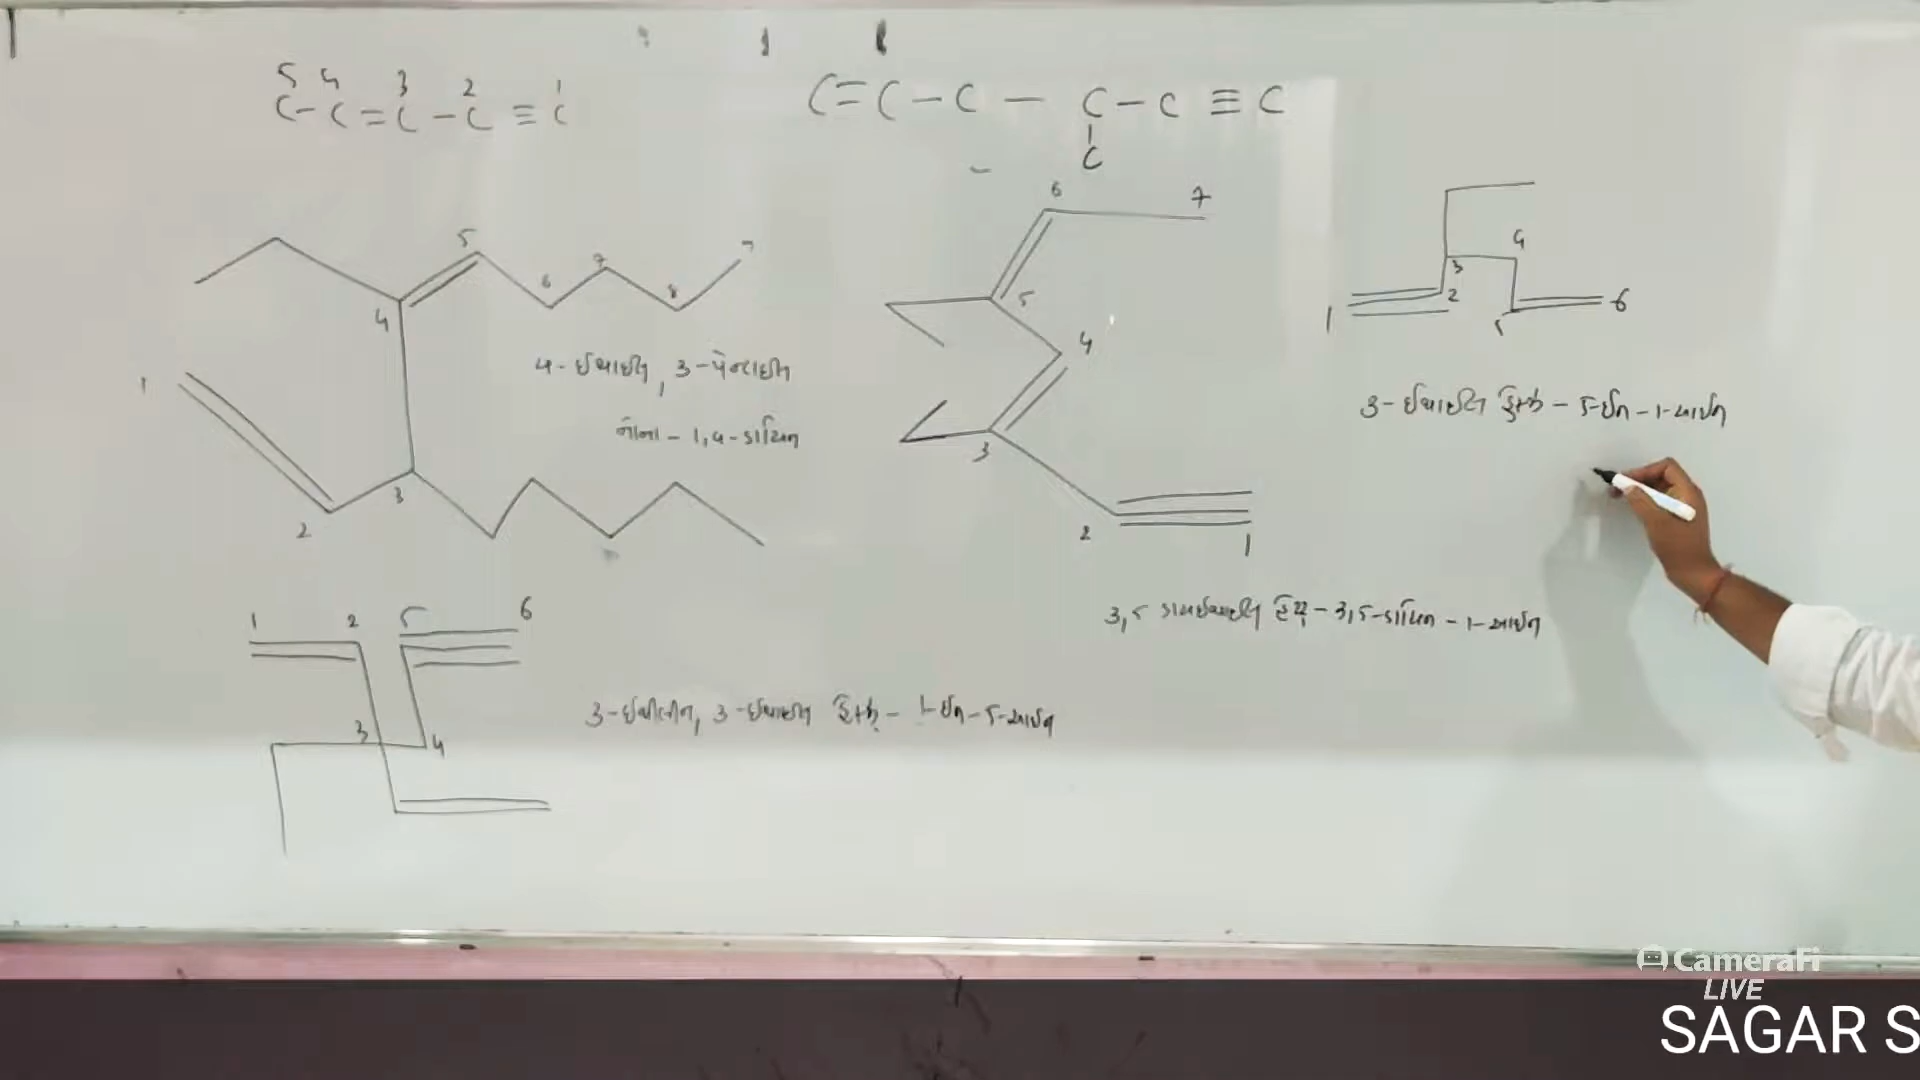 5 4 3 2 1
C-C=C-C≡C
C=C-C-C-C≡C
C
4-ઈથાઈલ, 3-પેન્ટાઈલ
નોના-1,4-ડાયિન
3-ઈથાઈલ હેક્ઝ-5-ઈન-1-આઈન
3,5 ડાયઈથાઈલ હેપ્ટ-3,5-ડાયિન-1-આઈન
3-ઈથીલીન, 3-ઈથાઈલ હેક્ઝ-1-ઈન-5-આઈન
CameraFi
LIVE
SAGAR S